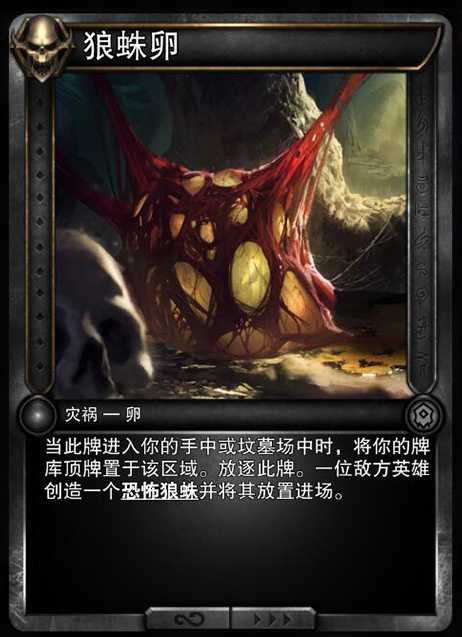 狼蛛卵
灾祸 — 卵
当此牌进入你的手中或坟墓场中时，将你的牌
库顶牌置于该区域。放逐此牌。一位敌方英雄
创造一个恐怖狼蛛并将其放置进场。